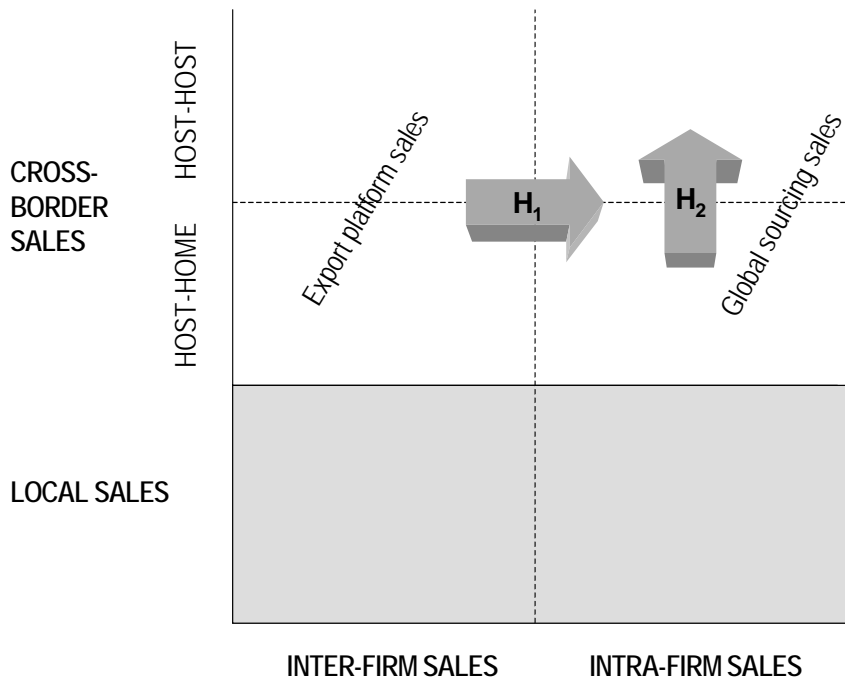 HOST-HOST
CROSS-
BORDER
SALES
HOST-HOME
Export platform sales
H1
H2
Global sourcing sales
LOCAL SALES
INTER-FIRM SALES
INTRA-FIRM SALES